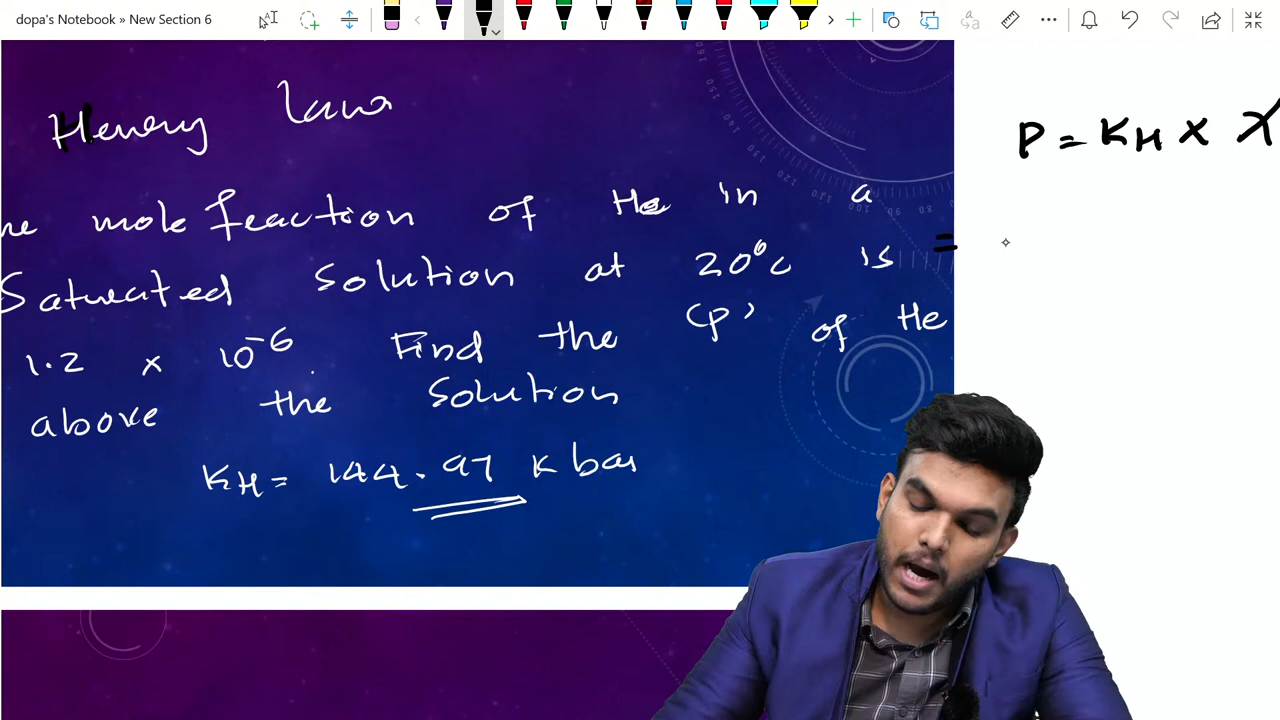 dopa's Notebook » New Section 6
Henry law
P = KH x X
he mole fraction of He in a
Saturated solution at 20°c is =
1.2 x 10-6 Find the 'p' of He
above the solution
KH = 144.97 K bar